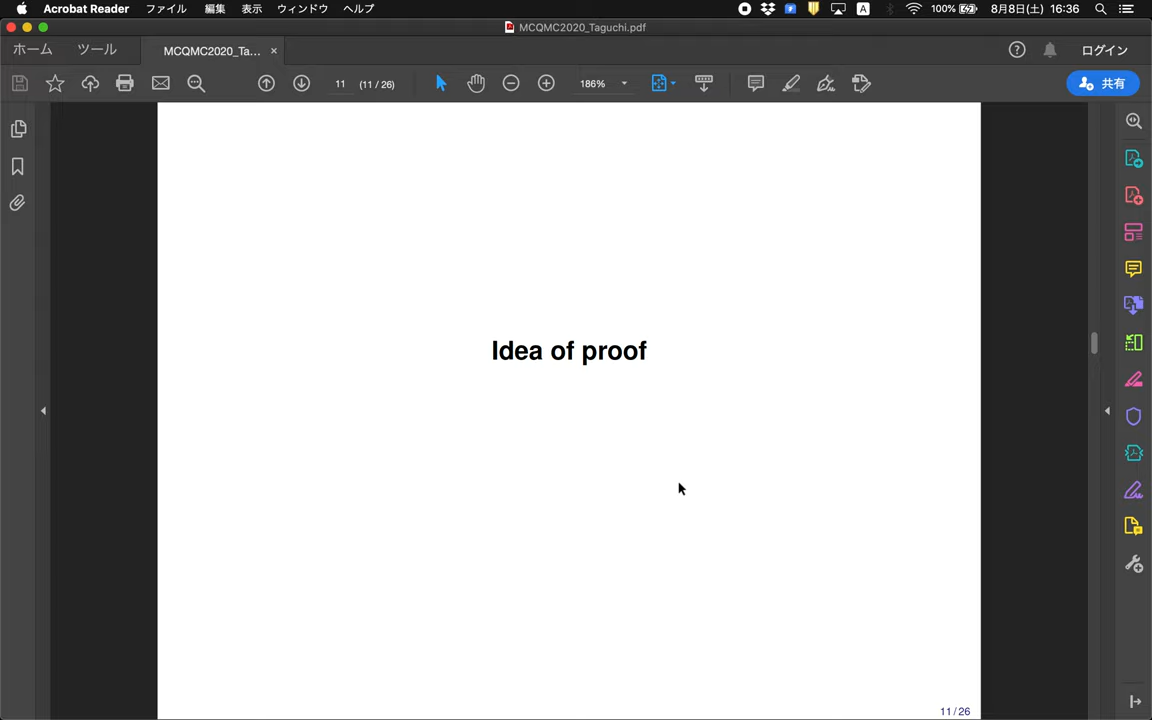 Acrobat Reader ファイル 編集 表示 ウィンドウ ヘルプ A 100% 8月8日(土) 16:36
MCQMC2020_Taguchi.pdf
ホーム ツール MCQMC2020_Ta... × ? ログイン
11 (11 / 26) 186% 共有
Idea of proof
11/26